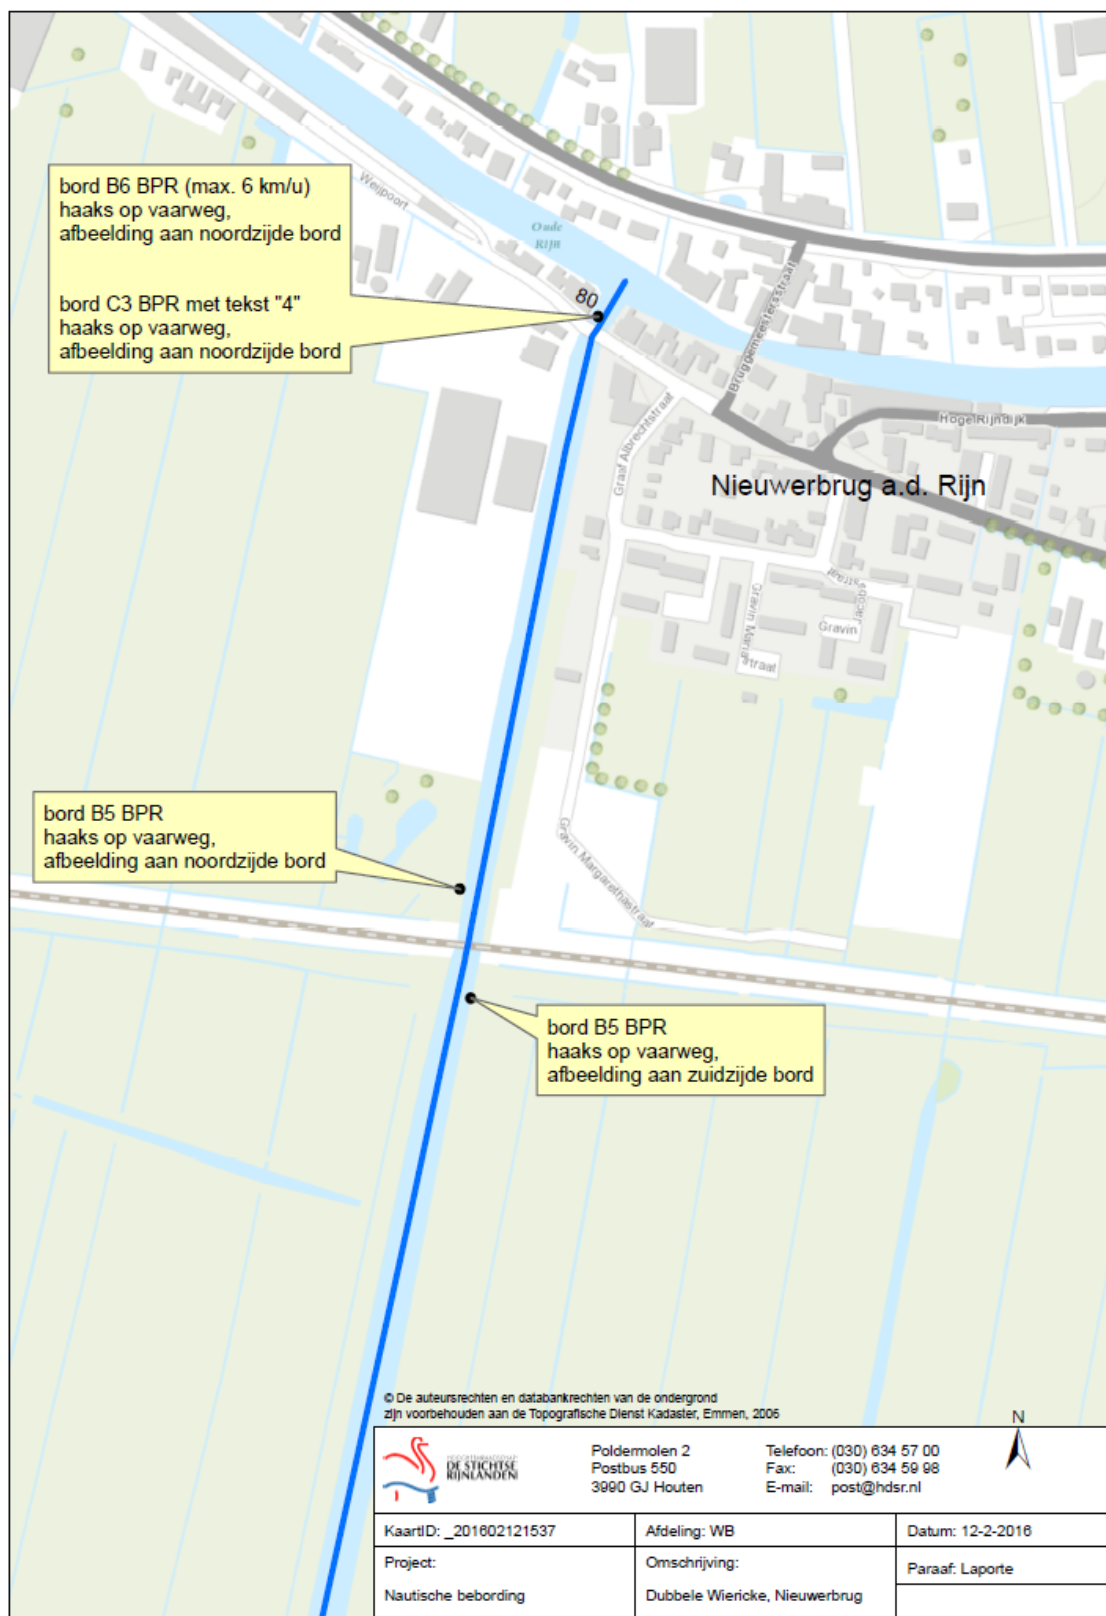 bord B6 BPR (max. 6 km/u)
haaks op vaarweg,
afbeelding aan noordzijde bord
bord C3 BPR met tekst "4"
haaks op vaarweg,
afbeelding aan noordzijde bord
Weijpoort
Oude
Rijn
80
Bruggemeestersstraat
Hoge Rijndijk
Graaf Albrechtstraat
Nieuwerbrug a.d. Rijn
Gravin Maria
straat
Gravin
Jacoba
straat
Gravin Margarethastraat
bord B5 BPR
haaks op vaarweg,
afbeelding aan noordzijde bord
bord B5 BPR
haaks op vaarweg,
afbeelding aan zuidzijde bord
© De auteursrechten en databankrechten van de ondergrond
zijn voorbehouden aan de Topografische Dienst Kadaster, Emmen, 2006
N
HOOGHEEMRAADSCHAP
DE STICHTSE
RIJNLANDEN
Poldermolen 2
Postbus 550
3990 GJ Houten
Telefoon: (030) 634 57 00
Fax: (030) 634 59 98
E-mail: post@hdsr.nl
KaartID: _201602121537
Afdeling: WB
Datum: 12-2-2016
Project:
Nautische bebording
Omschrijving:
Dubbele Wiericke, Nieuwerbrug
Paraaf: Laporte